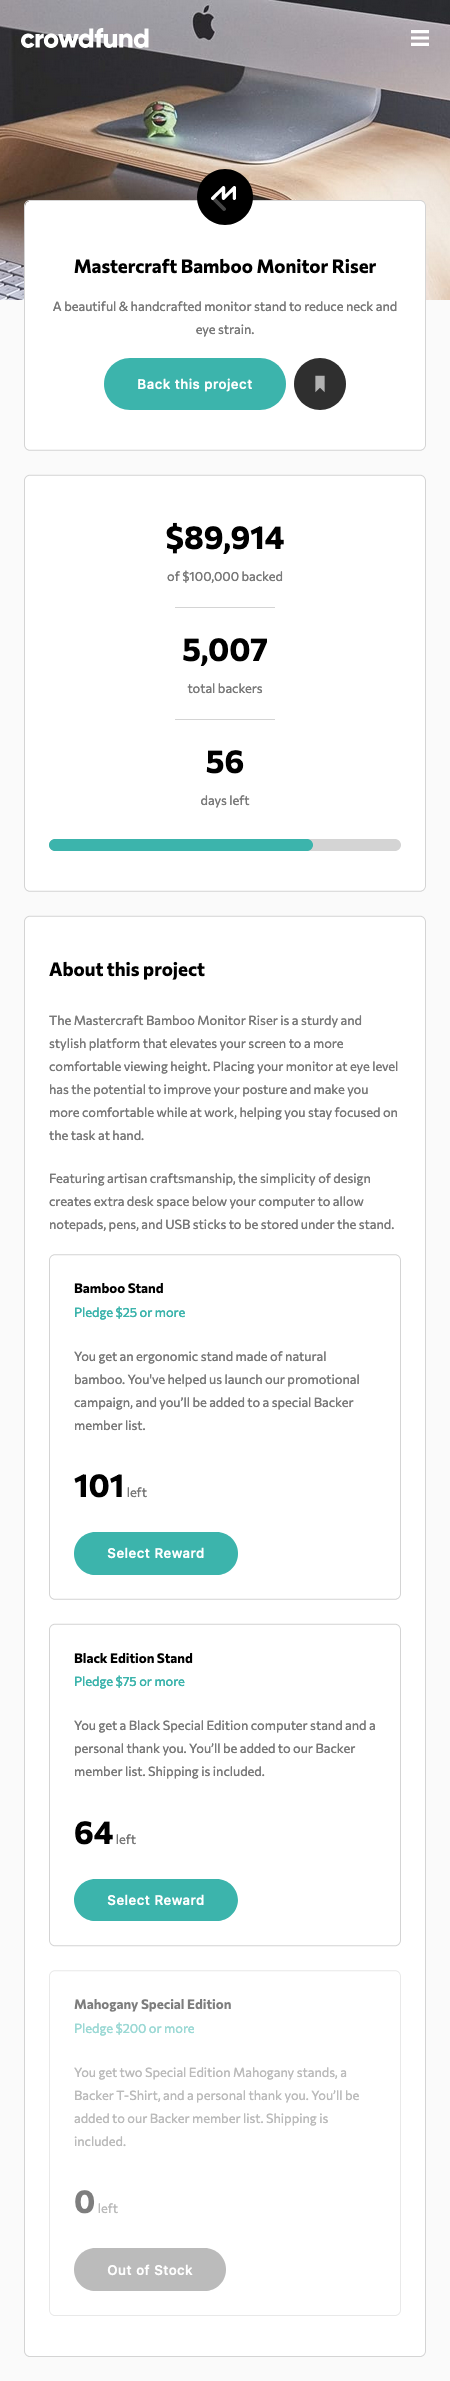 crowdfund
Mastercraft Bamboo Monitor Riser
A beautiful & handcrafted monitor stand to reduce neck and
eye strain.
Back this project
$89,914
of $100,000 backed
5,007
total backers
56
days left
About this project
The Mastercraft Bamboo Monitor Riser is a sturdy and
stylish platform that elevates your screen to a more
comfortable viewing height. Placing your monitor at eye level
has the potential to improve your posture and make you
more comfortable while at work, helping you stay focused on
the task at hand.
Featuring artisan craftsmanship, the simplicity of design
creates extra desk space below your computer to allow
notepads, pens, and USB sticks to be stored under the stand.
Bamboo Stand
Pledge $25 or more
You get an ergonomic stand made of natural
bamboo. You've helped us launch our promotional
campaign, and you’ll be added to a special Backer
member list.
101 left
Select Reward
Black Edition Stand
Pledge $75 or more
You get a Black Special Edition computer stand and a
personal thank you. You’ll be added to our Backer
member list. Shipping is included.
64 left
Select Reward
Mahogany Special Edition
Pledge $200 or more
You get two Special Edition Mahogany stands, a
Backer T-Shirt, and a personal thank you. You’ll be
added to our Backer member list. Shipping is
included.
0 left
Out of Stock